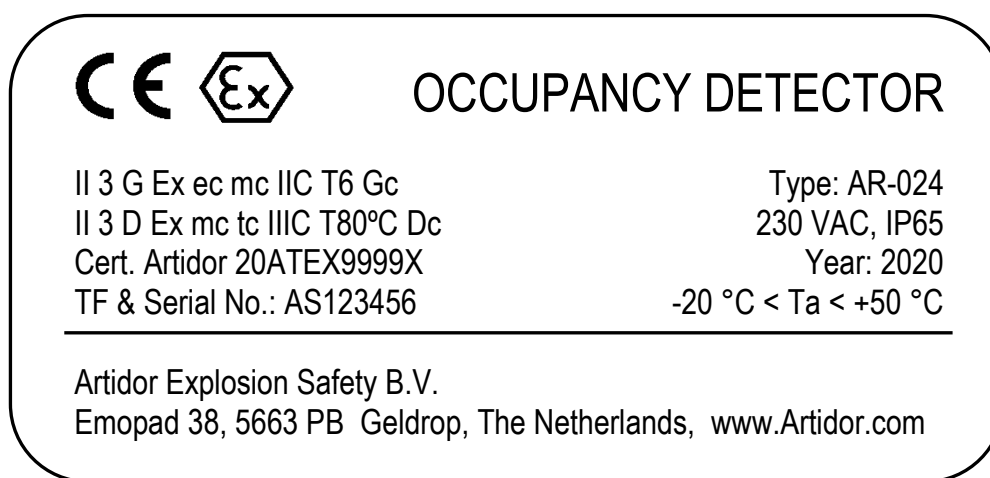 CE Ex OCCUPANCY DETECTOR
II 3 G Ex ec mc IIC T6 Gc
Type: AR-024
II 3 D Ex mc tc IIIC T80ºC Dc
230 VAC, IP65
Cert. Artidor 20ATEX9999X
Year: 2020
TF & Serial No.: AS123456
-20 °C < Ta < +50 °C
Artidor Explosion Safety B.V.
Emopad 38, 5663 PB Geldrop, The Netherlands, www.Artidor.com